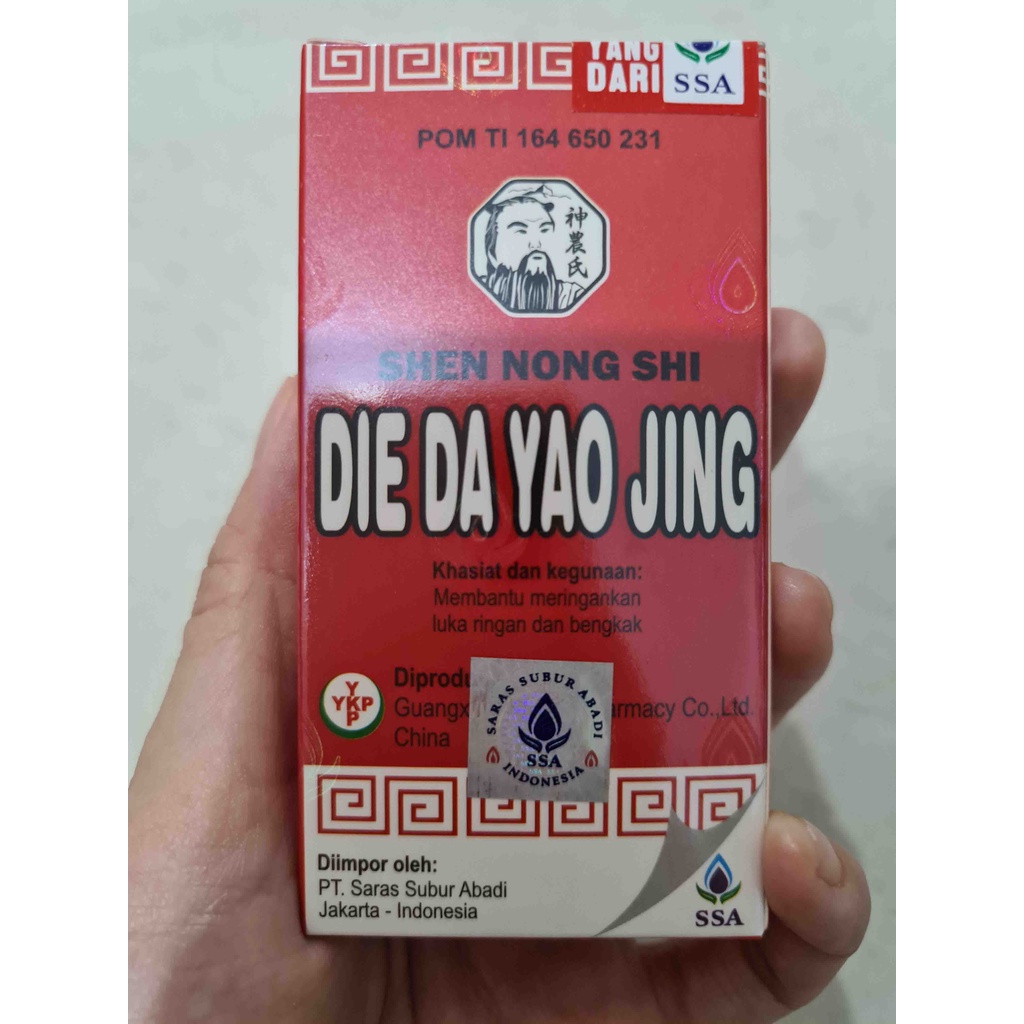 YANG
DARI SSA
POM TI 164 650 231
神農氏
SHEN NONG SHI
DIE DA YAO JING
Khasiat dan kegunaan:
Membantu meringankan
luka ringan dan bengkak
YKP
Y
P
China
SARAS SUBUR ABADI
SSA
INDONESIA
Co.,Ltd.
Diimpor oleh:
PT. Saras Subur Abadi
Jakarta - Indonesia
SSA